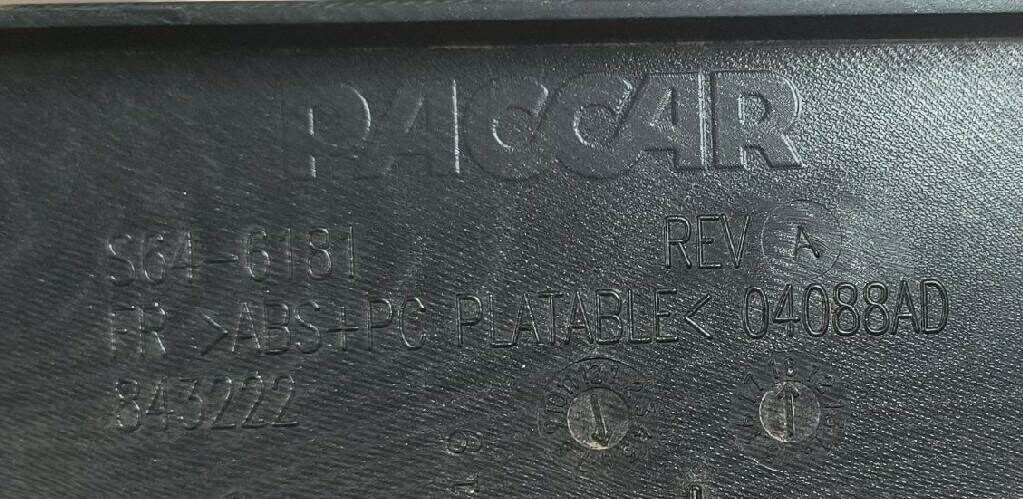 PACCAR
S64-6181 REV A
FR >ABS+PC PLATABLE< 04088AD
843222